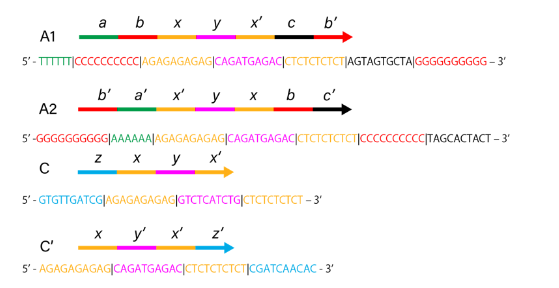 a b x y x′ c b′
A1
5′ - TTTTTT|CCCCCCCCCC|AGAGAGAGAG|CAGATGAGAC|CTCTCTCTCT|AGTAGTGCTA|GGGGGGGGGG – 3′
b′ a′ x′ y x b c′
A2
5′ -GGGGGGGGGG|AAAAAA|AGAGAGAGAG|CAGATGAGAC|CTCTCTCTCT|CCCCCCCCCC|TAGCACTACT – 3′
z x y x′
C
5′ - GTGTTGATCG|AGAGAGAGAG|GTCTCATCTG|CTCTCTCTCT – 3′
x y′ x′ z′
C′
5′ - AGAGAGAGAG|CAGATGAGAC|CTCTCTCTCT|CGATCAACAC - 3′